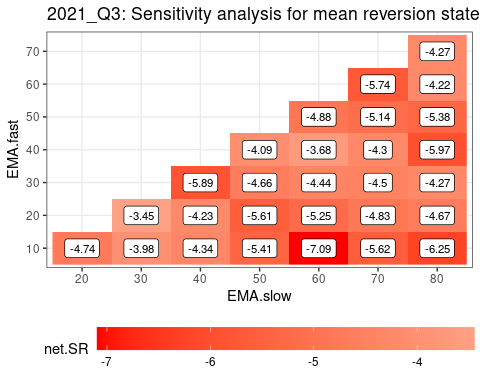 2021_Q3: Sensitivity analysis for mean reversion state
EMA.fast
70
-4.27
60
-5.74 -4.22
50
-4.88 -5.14 -5.38
40
-4.09 -3.68 -4.3 -5.97
30
-5.89 -4.66 -4.44 -4.5 -4.27
20
-3.45 -4.23 -5.61 -5.25 -4.83 -4.67
10
-4.74 -3.98 -4.34 -5.41 -7.09 -5.62 -6.25
20 30 40 50 60 70 80
EMA.slow
net.SR
-7 -6 -5 -4